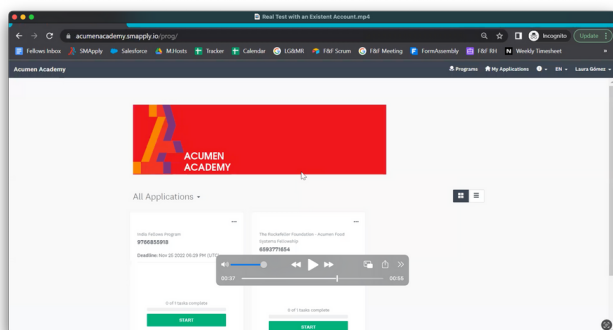 Real Test with an Existent Account.mp4
acumenacademy.smapply.io/prog/
Incognito
Update
Fellows Inbox SMApply Salesforce M.Hosts Tracker Calendar LG&MR F&F Scrum F&F Meeting FormAssembly F&F RH Weekly Timesheet
Acumen Academy Programs My Applications EN Laura Gómez
ACUMEN
ACADEMY
All Applications
India Fellows Program
9786855918
Deadline: Nov 20 2022 09:29 PM (UTC)
0 of 1 tasks complete
START
The Rockefeller Foundation - Acumen Food
Systems Fellowship
6593771654
00:37 00:56
0 of 1 tasks complete
START